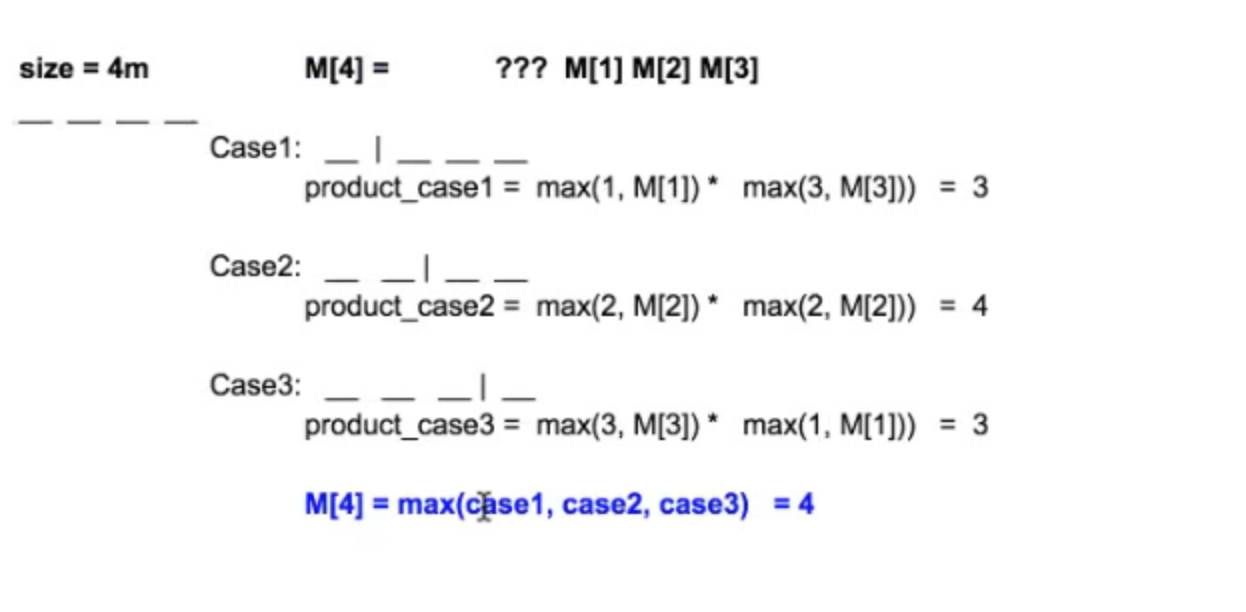 size = 4m M[4] = ??? M[1] M[2] M[3]
__ __ __ __
Case1: __ | __ __ __
product_case1 = max(1, M[1]) * max(3, M[3])) = 3
Case2: __ __ | __ __
product_case2 = max(2, M[2]) * max(2, M[2])) = 4
Case3: __ __ __ | __
product_case3 = max(3, M[3]) * max(1, M[1])) = 3
M[4] = max(case1, case2, case3) = 4